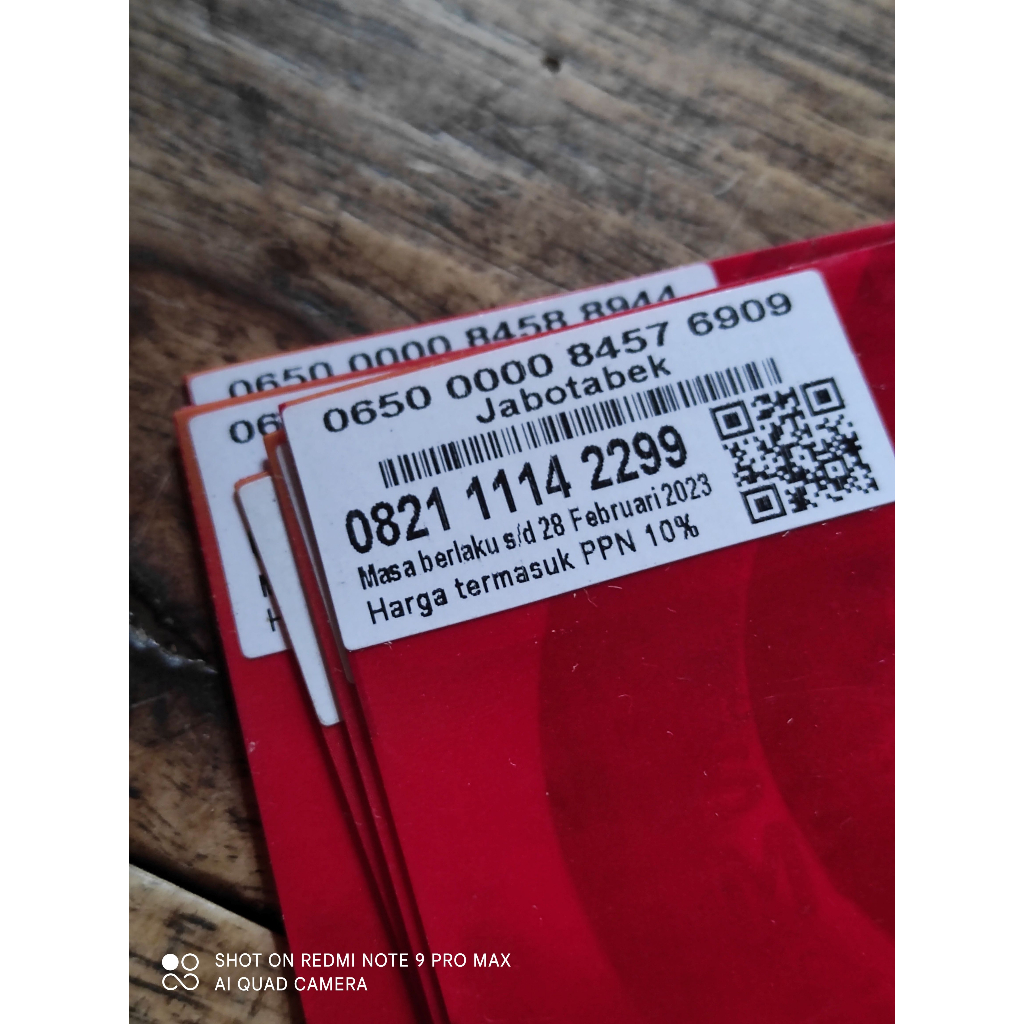 0650 0000 8458 8944
06
0650 0000 8457 6909
Jabotabek
0821 1114 2299
Masa berlaku s/d 28 Februari 2023
Harga termasuk PPN 10%
SHOT ON REDMI NOTE 9 PRO MAX
AI QUAD CAMERA